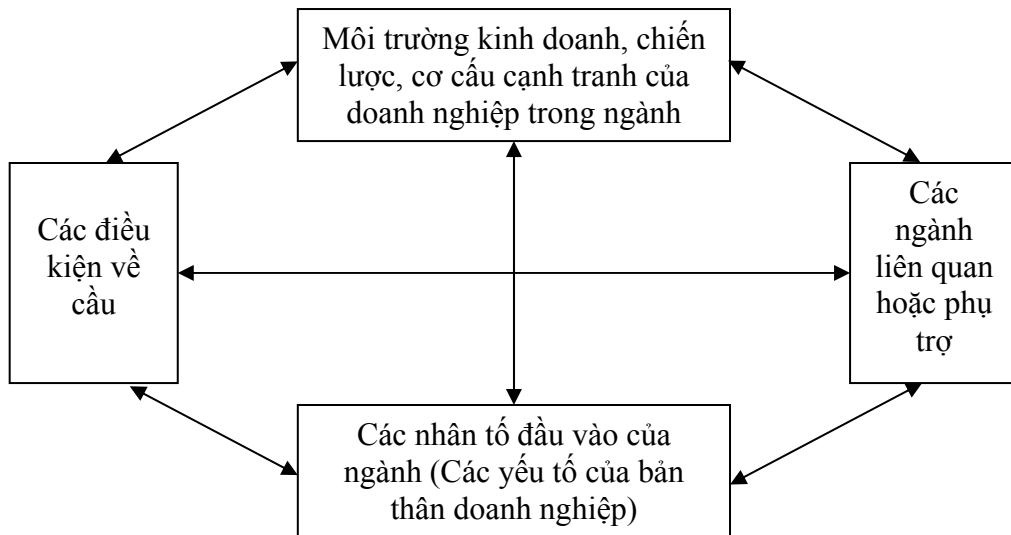 Môi trường kinh doanh, chiến
lược, cơ cấu cạnh tranh của
doanh nghiệp trong ngành
Các điều
kiện về
cầu
Các
ngành
liên quan
hoặc phụ
trợ
Các nhân tố đầu vào của
ngành (Các yếu tố của bản
thân doanh nghiệp)